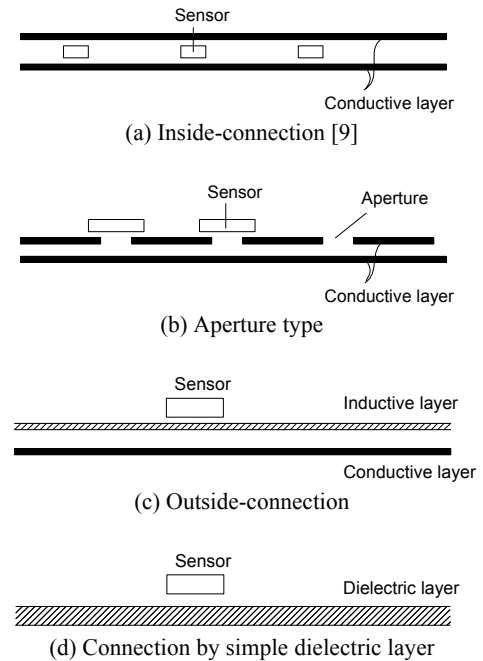 Sensor
Conductive layer
(a) Inside-connection [9]
Sensor
Aperture
Conductive layer
(b) Aperture type
Sensor
Inductive layer
Conductive layer
(c) Outside-connection
Sensor
Dielectric layer
(d) Connection by simple dielectric layer